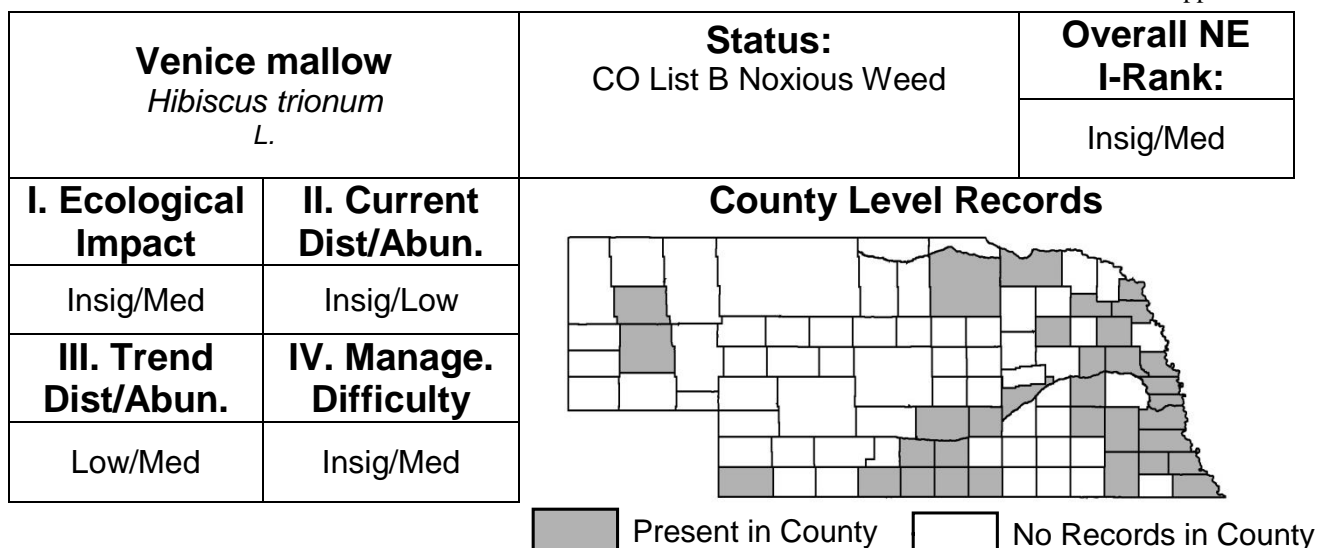 Venice mallow
Hibiscus trionum
L.
Status:
CO List B Noxious Weed
Overall NE
I-Rank:
Insig/Med
I. Ecological
Impact
II. Current
Dist/Abun.
Insig/Med
Insig/Low
III. Trend
Dist/Abun.
IV. Manage.
Difficulty
Low/Med
Insig/Med
County Level Records
Present in County
No Records in County